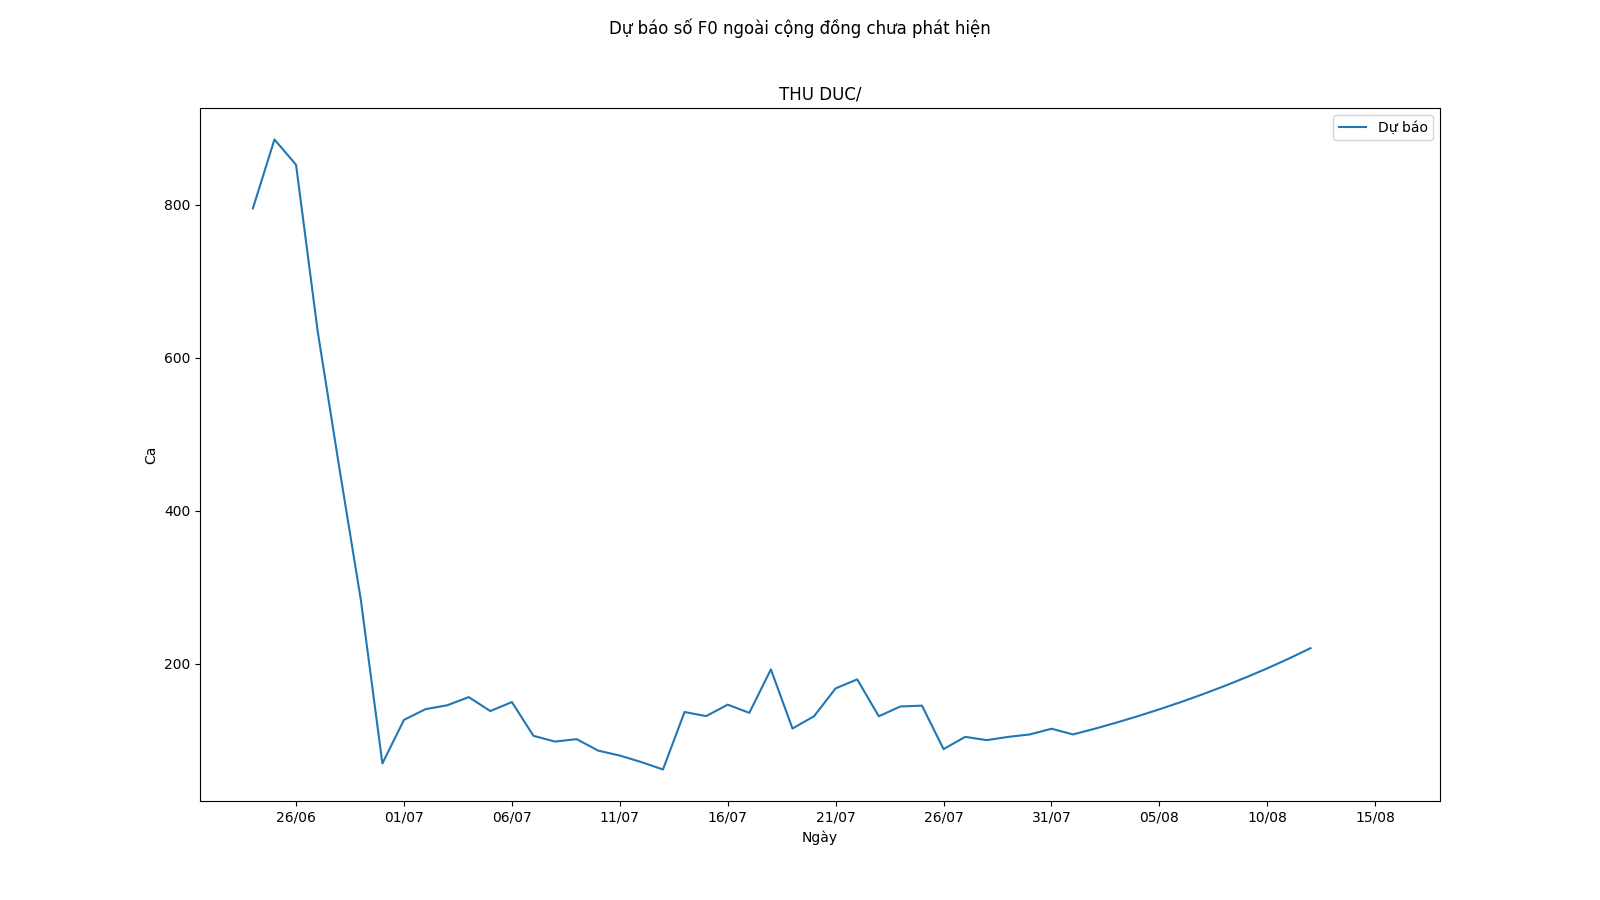 Dự báo số F0 ngoài cộng đồng chưa phát hiện
THU DUC/
Dự báo
800
600
400
200
Ca
26/06 01/07 06/07 11/07 16/07 21/07 26/07 31/07 05/08 10/08 15/08
Ngày